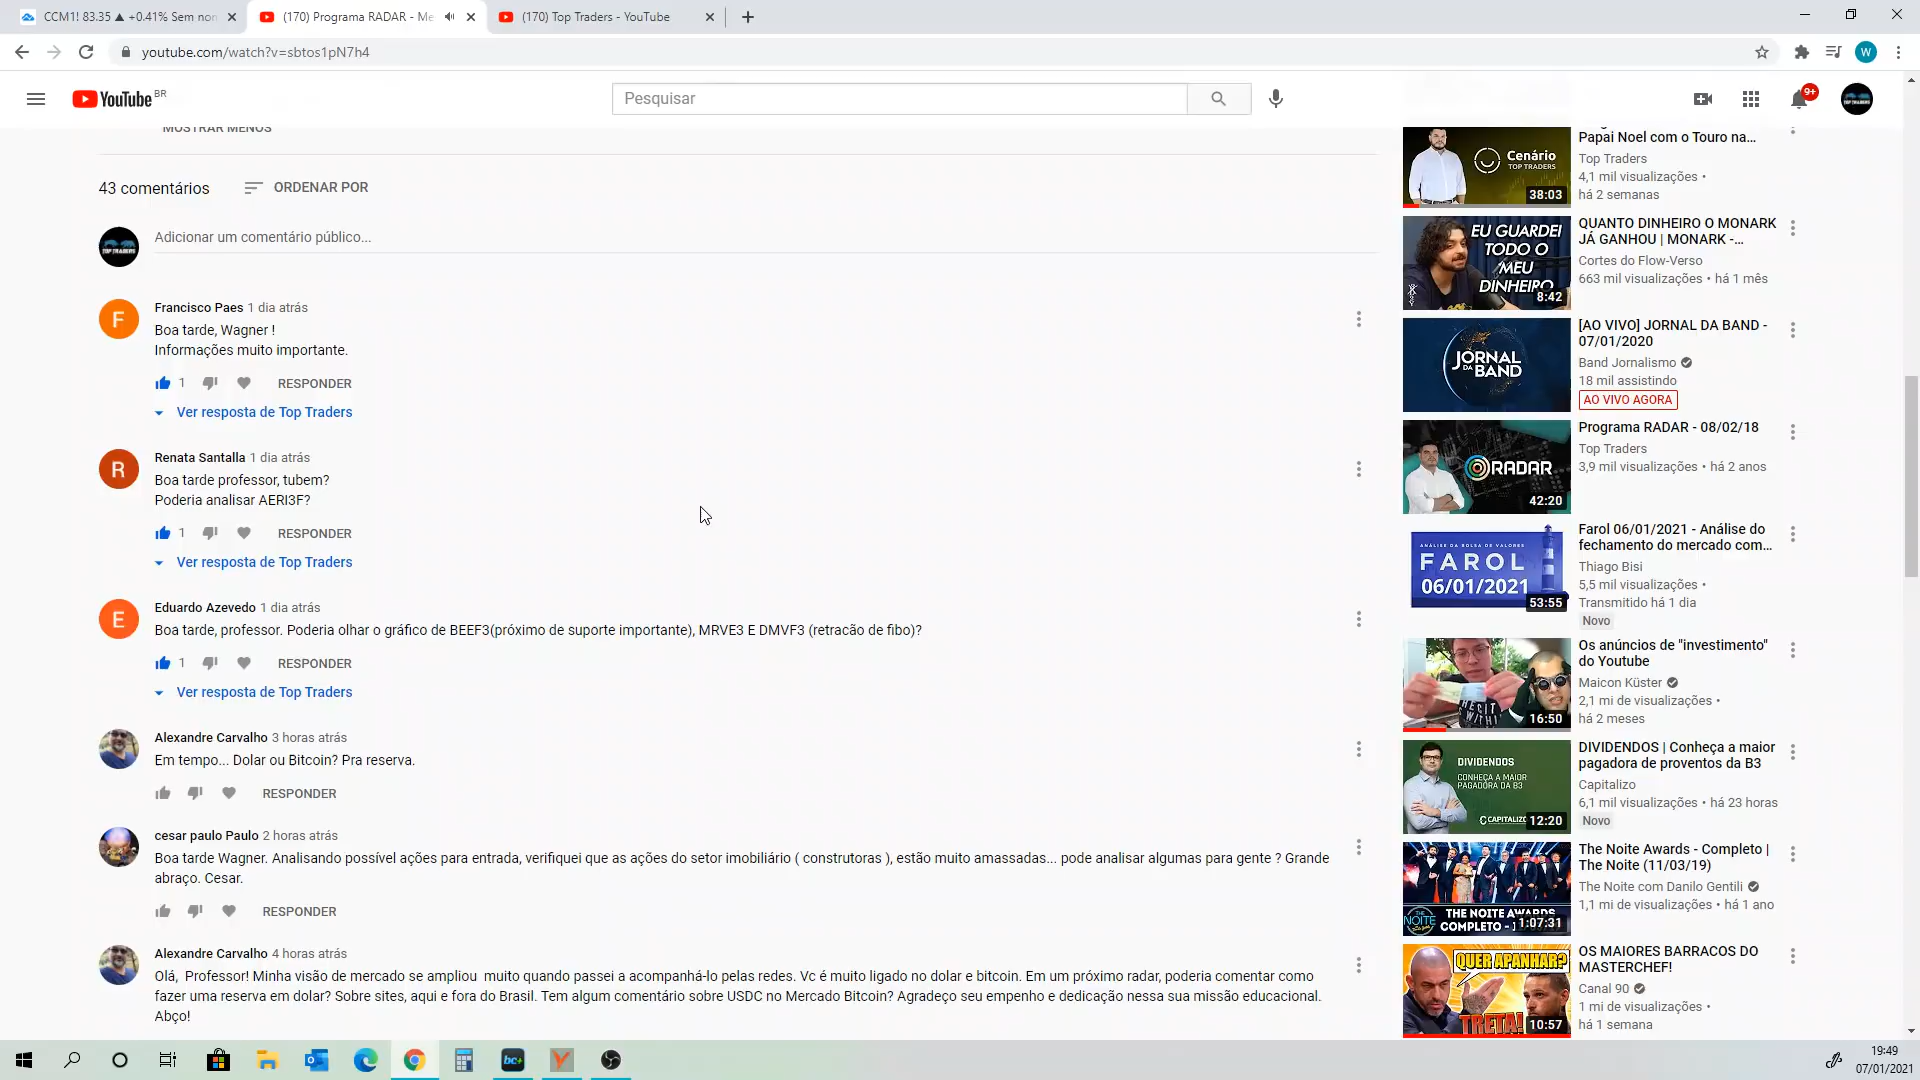 CCM1! 83.35 ▲ +0.41% Sem non
(170) Programa RADAR - Me
(170) Top Traders - YouTube
youtube.com/watch?v=sbtos1pN7h4
W
YouTube BR
Pesquisar
9+
MOSTRAR MENOS
43 comentários
ORDENAR POR
Adicionar um comentário público...
F
Francisco Paes 1 dia atrás
Boa tarde, Wagner !
Informações muito importante.
1
RESPONDER
Ver resposta de Top Traders
R
Renata Santalla 1 dia atrás
Boa tarde professor, tubem?
Poderia analisar AERI3F?
1
RESPONDER
Ver resposta de Top Traders
E
Eduardo Azevedo 1 dia atrás
Boa tarde, professor. Poderia olhar o gráfico de BEEF3(próximo de suporte importante), MRVE3 E DMVF3 (retracão de fibo)?
1
RESPONDER
Ver resposta de Top Traders
Alexandre Carvalho 3 horas atrás
Em tempo... Dolar ou Bitcoin? Pra reserva.
RESPONDER
cesar paulo Paulo 2 horas atrás
Boa tarde Wagner. Analisando possível ações para entrada, verifiquei que as ações do setor imobiliário ( construtoras ), estão muito amassadas... pode analisar algumas para gente ? Grande
abraço. Cesar.
RESPONDER
Alexandre Carvalho 4 horas atrás
Olá, Professor! Minha visão de mercado se ampliou muito quando passei a acompanhá-lo pelas redes. Vc é muito ligado no dolar e bitcoin. Em um próximo radar, poderia comentar como
fazer uma reserva em dolar? Sobre sites, aqui e fora do Brasil. Tem algum comentário sobre USDC no Mercado Bitcoin? Agradeço seu empenho e dedicação nessa sua missão educacional.
Abço!
Cenário
TOP TRADERS
38:03
Papai Noel com o Touro na...
Top Traders
4,1 mil visualizações •
há 2 semanas
EU GUARDEI
TODO O
MEU
DINHEIRO
8:42
QUANTO DINHEIRO O MONARK
JÁ GANHOU | MONARK -...
Cortes do Flow-Verso
663 mil visualizações • há 1 mês
JORNAL
DA BAND
[AO VIVO] JORNAL DA BAND -
07/01/2020
Band Jornalismo
18 mil assistindo
AO VIVO AGORA
RADAR
42:20
Programa RADAR - 08/02/18
Top Traders
3,9 mil visualizações • há 2 anos
ANÁLISE DA BOLSA DE VALORES
FAROL
06/01/2021
53:55
Farol 06/01/2021 - Análise do
fechamento do mercado com...
Thiago Bisi
5,5 mil visualizações •
Transmitido há 1 dia
Novo
16:50
Os anúncios de "investimento"
do Youtube
Maicon Küster
2,1 mi de visualizações •
há 2 meses
DIVIDENDOS
CONHEÇA A MAIOR
PAGADORA DA B3
CAPITALIZO
12:20
DIVIDENDOS | Conheça a maior
pagadora de proventos da B3
Capitalizo
6,1 mil visualizações • há 23 horas
Novo
THE NOITE AWARDS
COMPLETO -
1:07:31
The Noite Awards - Completo |
The Noite (11/03/19)
The Noite com Danilo Gentili
1,1 mi de visualizações • há 1 ano
QUER APANHAR?
TRETA!
10:57
OS MAIORES BARRACOS DO
MASTERCHEF!
Canal 90
1 mi de visualizações •
há 1 semana
bc+
19:49
07/01/2021